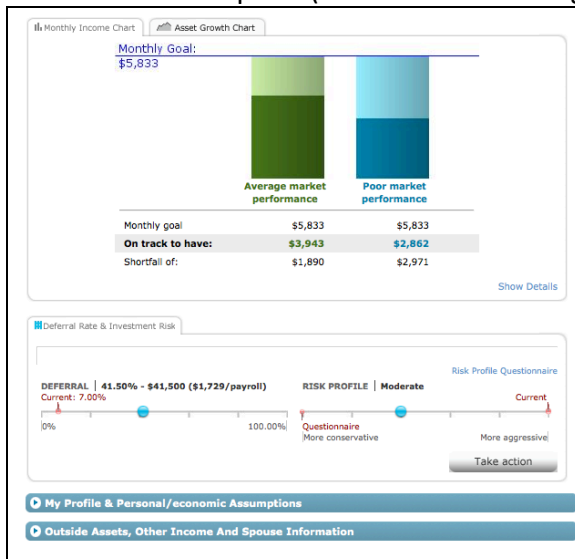 Monthly Income Chart
Asset Growth Chart
Monthly Goal:
$5,833
Average market performance
Poor market performance
Monthly goal $5,833 $5,833
On track to have: $3,943 $2,862
Shortfall of: $1,890 $2,971
Show Details
Deferral Rate & Investment Risk
Risk Profile Questionnaire
DEFERRAL | 41.50% - $41,500 ($1,729/payroll)
Current: 7.00%
0% 100.00%
RISK PROFILE | Moderate
Current
Questionnaire
More conservative More aggressive
Take action
My Profile & Personal/economic Assumptions
Outside Assets, Other Income And Spouse Information